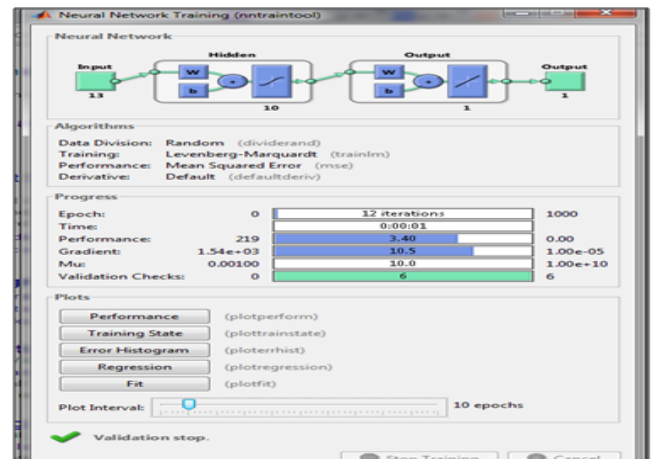 Neural Network Training (nntraintool)
Neural Network
Hidden Output
Input Output
W W
b b
13 10 1 1
Algorithms
Data Division: Random (dividerand)
Training: Levenberg-Marquardt (trainlm)
Performance: Mean Squared Error (mse)
Derivative: Default (defaultderiv)
Progress
Epoch: 0 12 iterations 1000
Time: 0:00:01
Performance: 219 3.40 0.00
Gradient: 1.54e+03 10.5 1.00e-05
Mu: 0.00100 10.0 1.00e+10
Validation Checks: 0 6 6
Plots
Performance (plotperform)
Training State (plottrainstate)
Error Histogram (ploterrhist)
Regression (plotregression)
Fit (plotfit)
Plot Interval: 10 epochs
Validation stop.
Stop Training Cancel